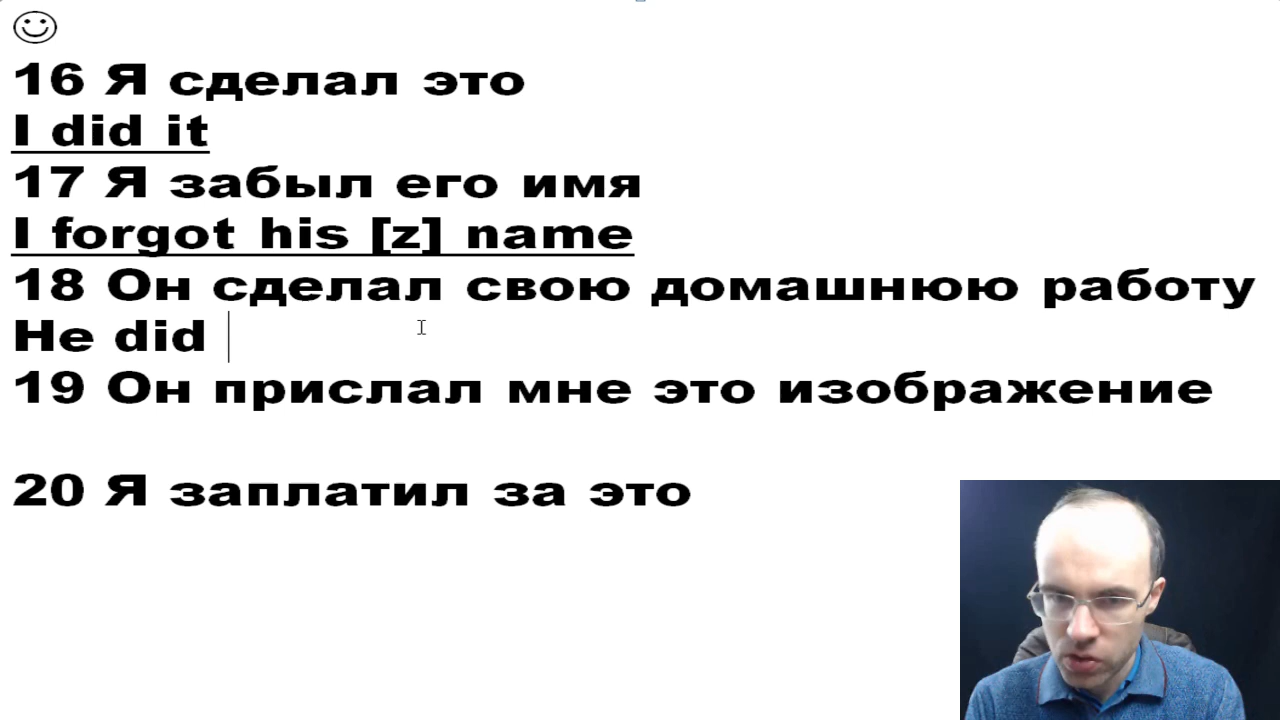 16 Я сделал это
I did it
17 Я забыл его имя
I forgot his [z] name
18 Он сделал свою домашнюю работу
He did
19 Он прислал мне это изображение
20 Я заплатил за это